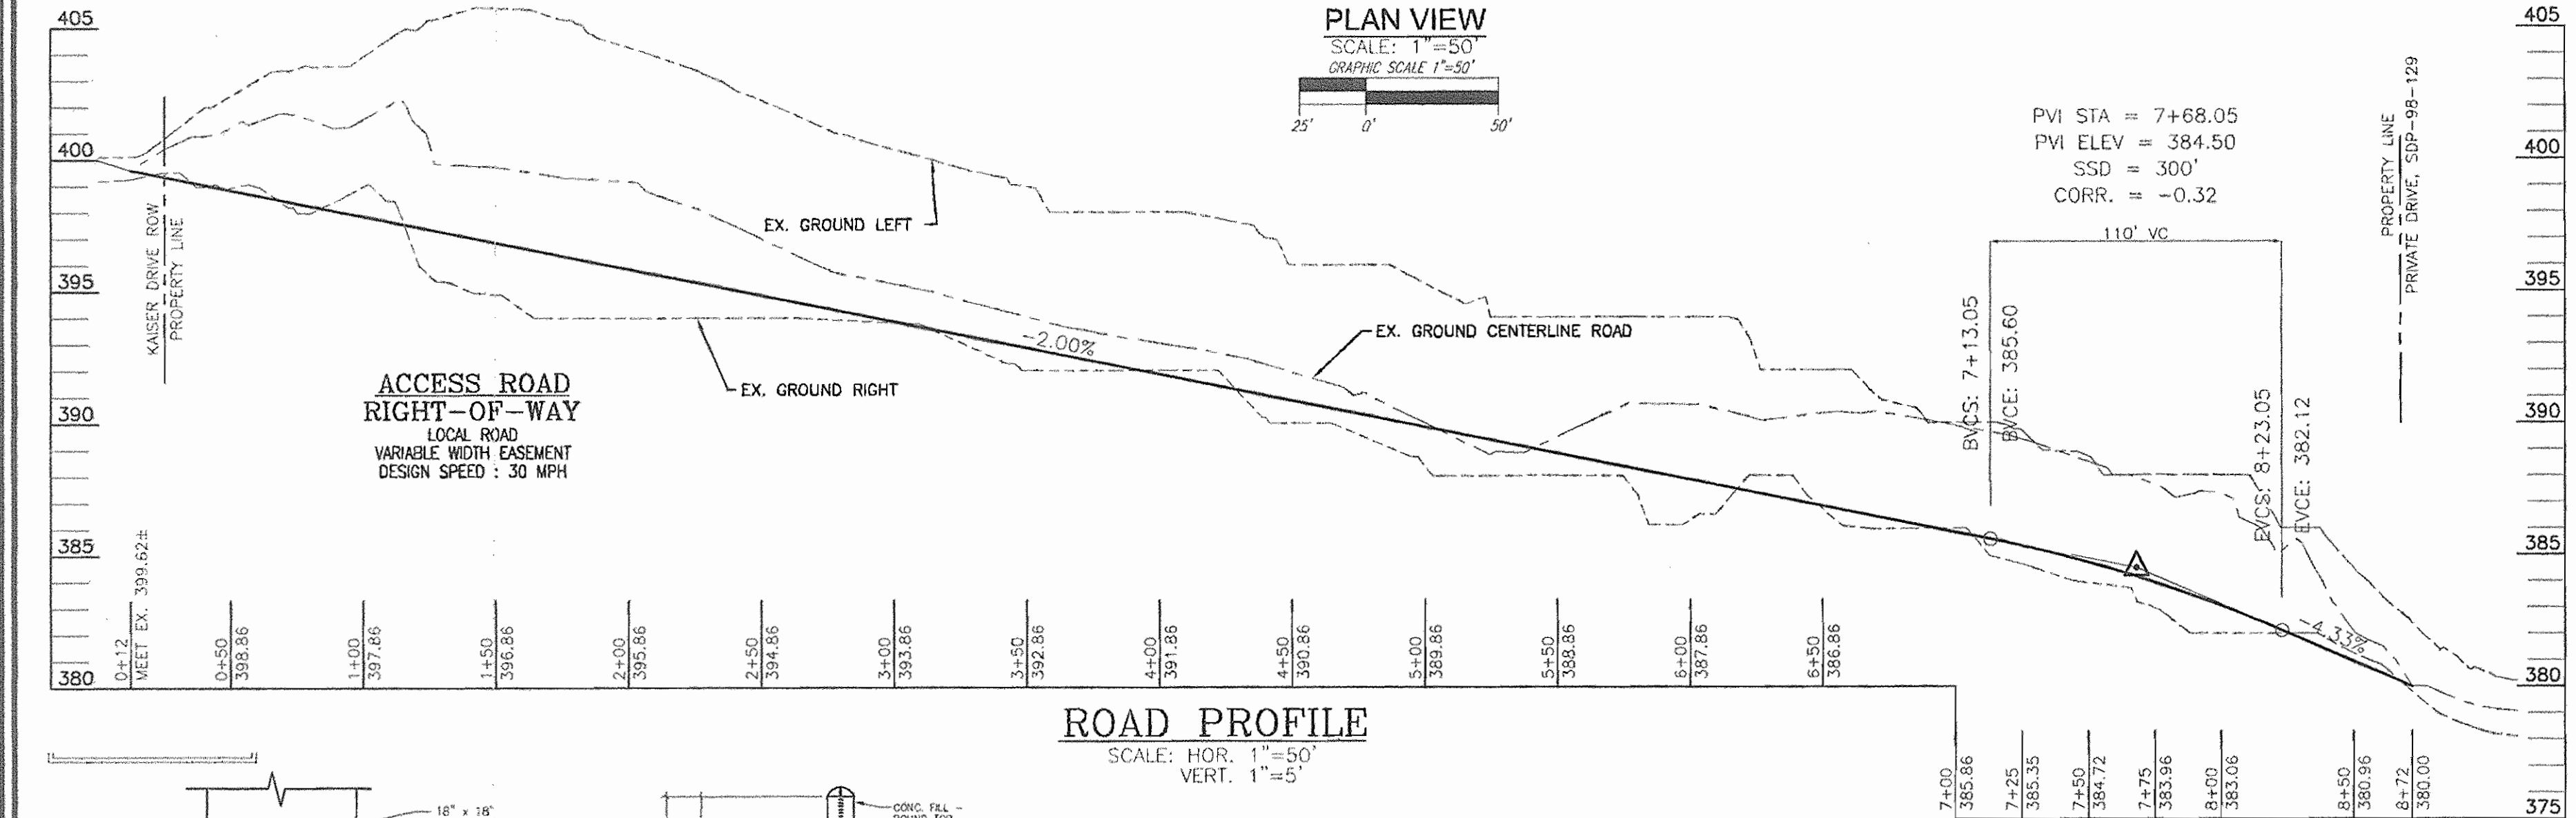 PLAN VIEW
SCALE: 1"=50'
GRAPHIC SCALE 1"=50'
25' 0' 50'
405
400
395
390
385
380
405
400
395
390
385
380
375
KAISER DRIVE ROW
PROPERTY LINE
EX. GROUND LEFT
-2.00%
EX. GROUND CENTERLINE ROAD
EX. GROUND RIGHT
ACCESS ROAD
RIGHT-OF-WAY
LOCAL ROAD
VARIABLE WIDTH EASEMENT
DESIGN SPEED : 30 MPH
PVI STA = 7+68.05
PVI ELEV = 384.50
SSD = 300'
CORR. = -0.32
110' VC
BVCS: 7+13.05
BVCE: 385.60
EVCS: 8+23.05
EVCE: 382.12
PROPERTY LINE
PRIVATE DRIVE, SDP-98-129
-4.33%
0+12
MEET EX. 399.62±
0+50
398.86
1+00
397.86
1+50
396.86
2+00
395.86
2+50
394.86
3+00
393.86
3+50
392.86
4+00
391.86
4+50
390.86
5+00
389.86
5+50
388.86
6+00
387.86
6+50
386.86
7+00
385.86
7+25
385.35
7+50
384.72
7+75
383.96
8+00
383.06
8+50
380.96
8+72
380.00
ROAD PROFILE
SCALE: HOR. 1"=50'
VERT. 1"=5'
18" x 18"
CONC. FILL -
ROUND TOP